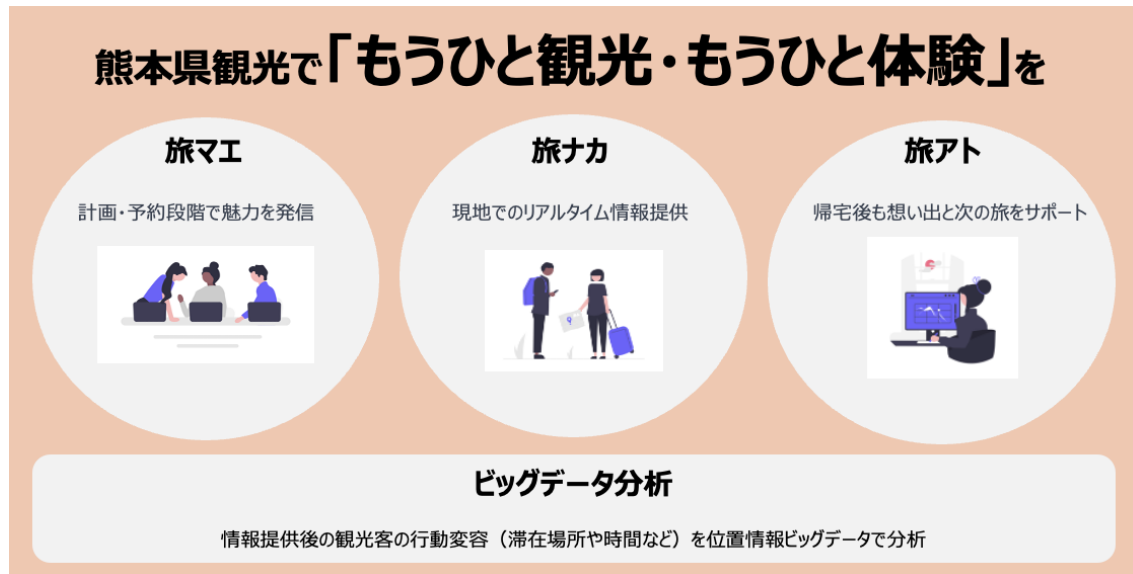 熊本県観光で「もうひと観光・もうひと体験」を
旅マエ
計画・予約段階で魅力を発信
旅ナカ
現地でのリアルタイム情報提供
旅アト
帰宅後も想い出と次の旅をサポート
ビッグデータ分析
情報提供後の観光客の行動変容（滞在場所や時間など）を位置情報ビッグデータで分析